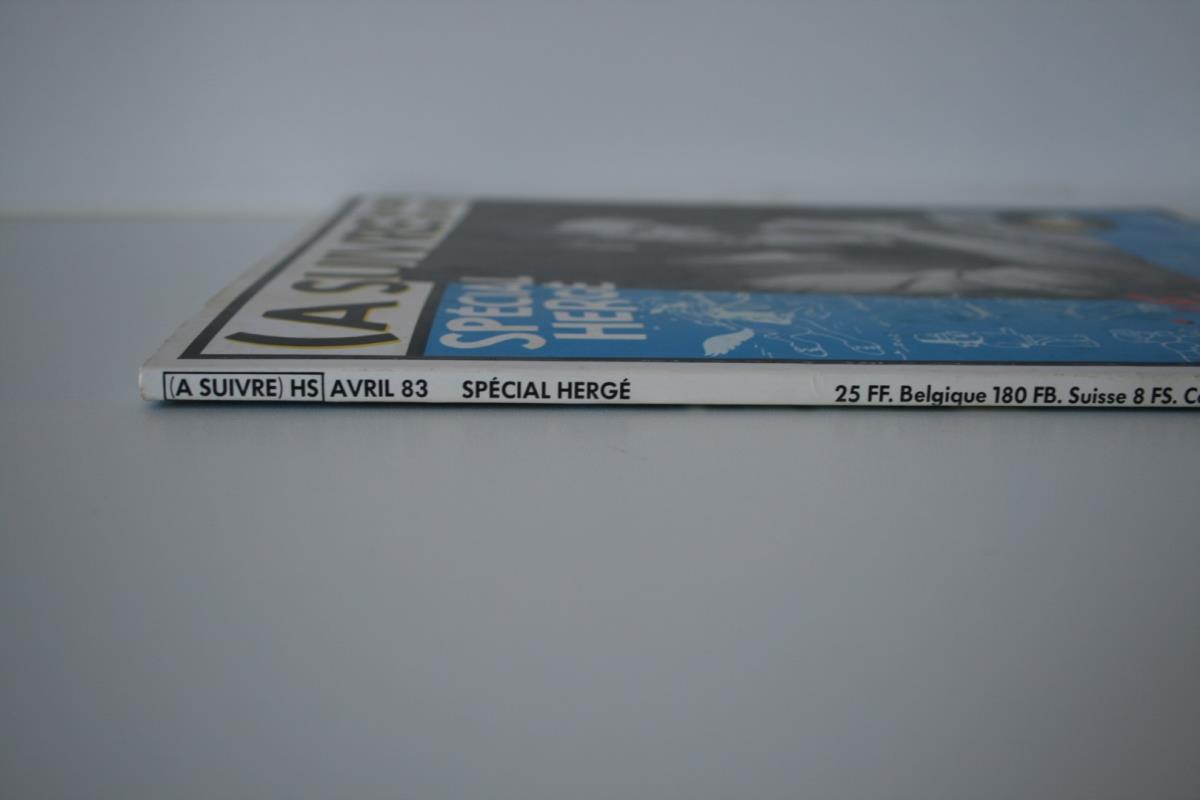 (A SUIVRE)
SPÉCIAL
HERGÉ
(A SUIVRE) HS AVRIL 83 SPÉCIAL HERGÉ 25 FF. Belgique 180 FB. Suisse 8 FS.